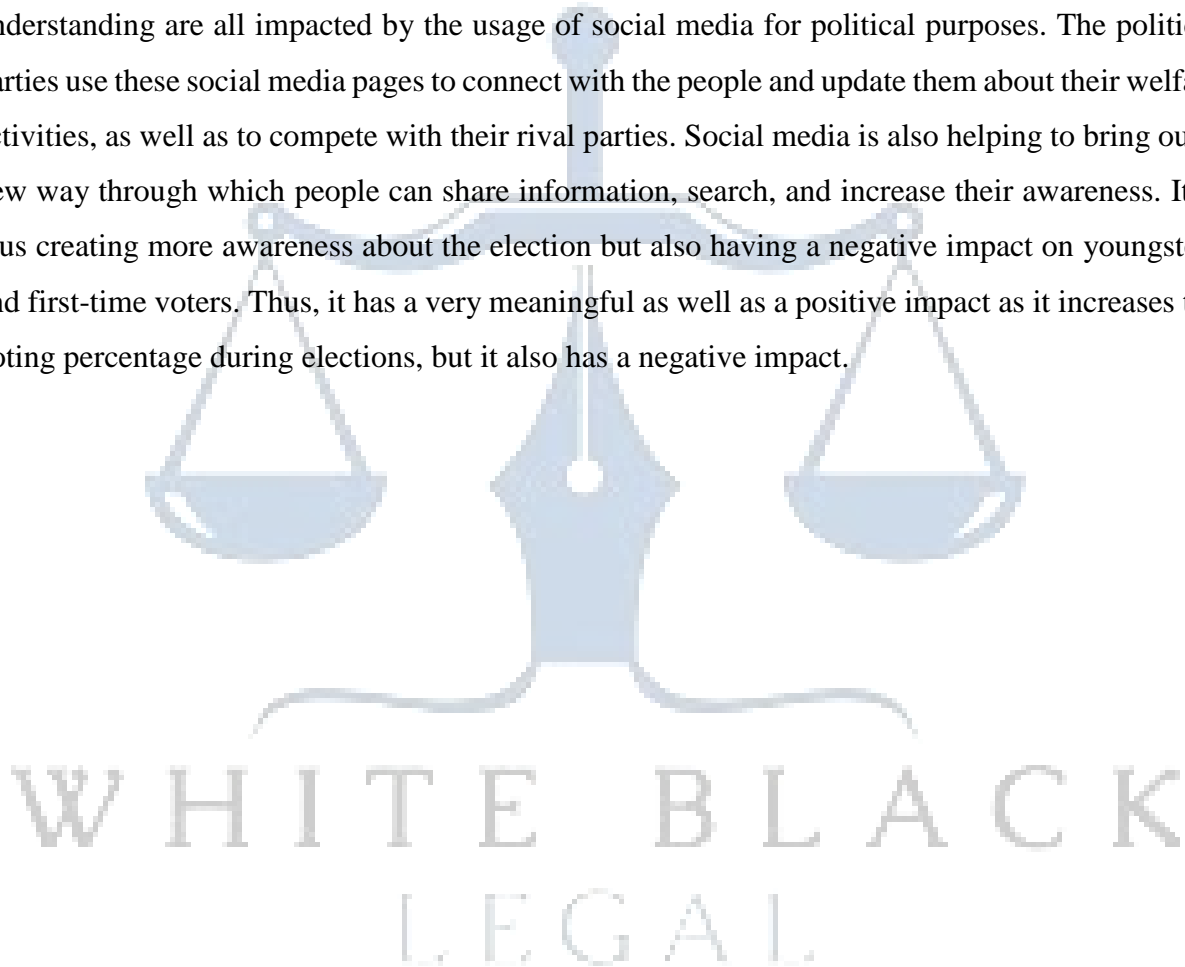 nderstanding are all impacted by the usage of social media for political purposes. The politi
arties use these social media pages to connect with the people and update them about their welfa
ctivities, as well as to compete with their rival parties. Social media is also helping to bring ou
ew way through which people can share information, search, and increase their awareness. It
us creating more awareness about the election but also having a negative impact on youngste
nd first-time voters. Thus, it has a very meaningful as well as a positive impact as it increases t
oting percentage during elections, but it also has a negative impact.
WHITE BLACK
LEGAL